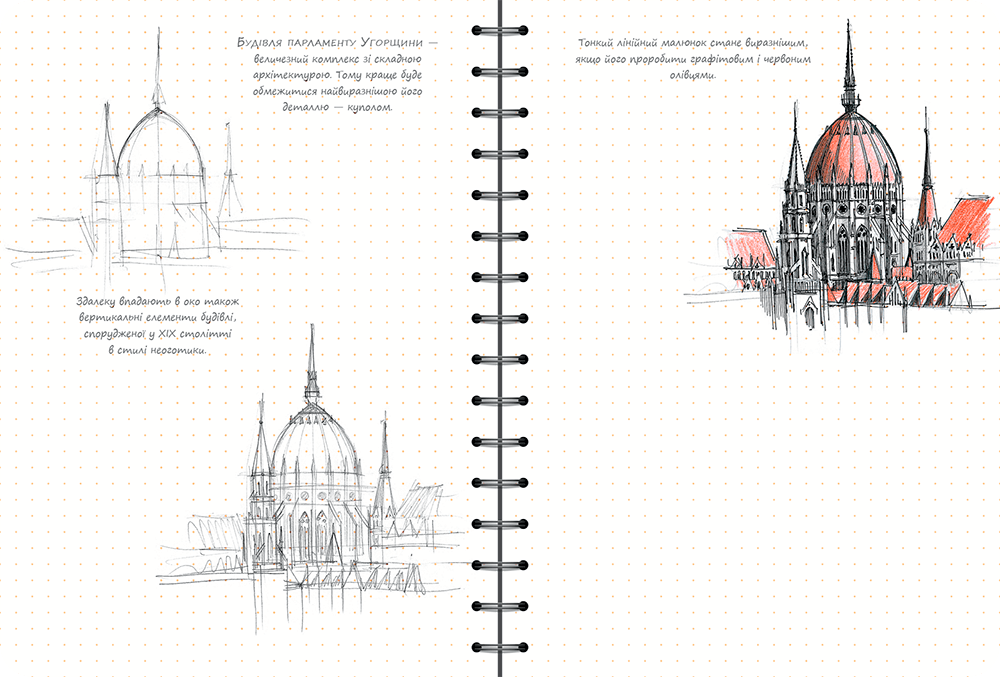 Будівля парламенту Угорщини —
величезний комплекс зі складною
архітектурою. Тому краще буде
обмежитися найвиразнішою його
деталлю — куполом.
Здалеку впадають в око також
вертикальні елементи будівлі,
спорудженої у XIX столітті
в стилі неоготики.
Тонкий лінійний малюнок стане виразнішим,
якщо його проробити графітовим і червоним
олівцями.